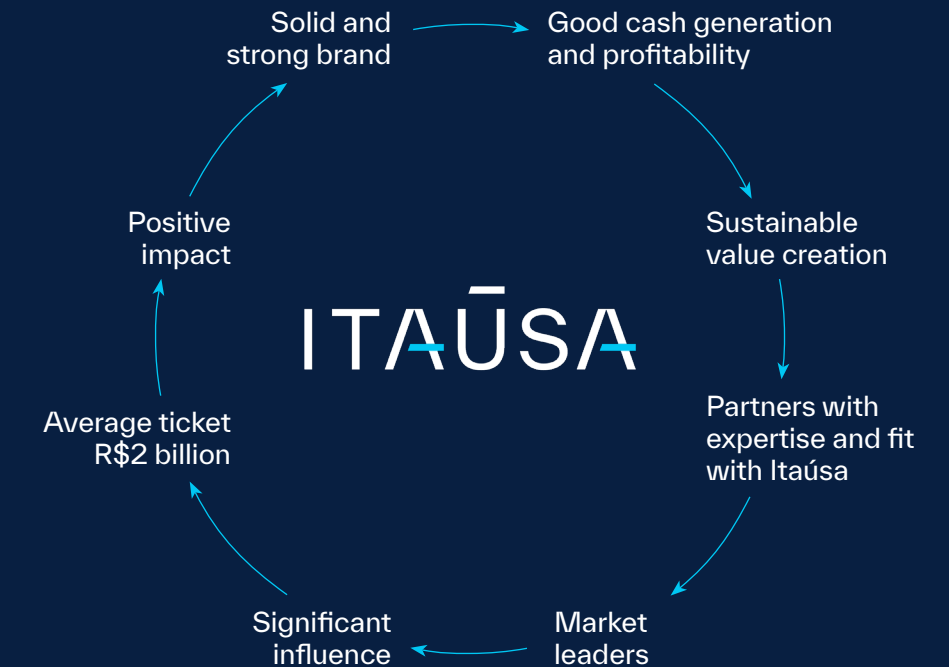 Solid and
strong brand
Good cash generation
and profitability
Sustainable
value creation
Partners with
expertise and fit
with Itaúsa
Market
leaders
Significant
influence
Average ticket
R$2 billion
Positive
impact
ITAŪSA